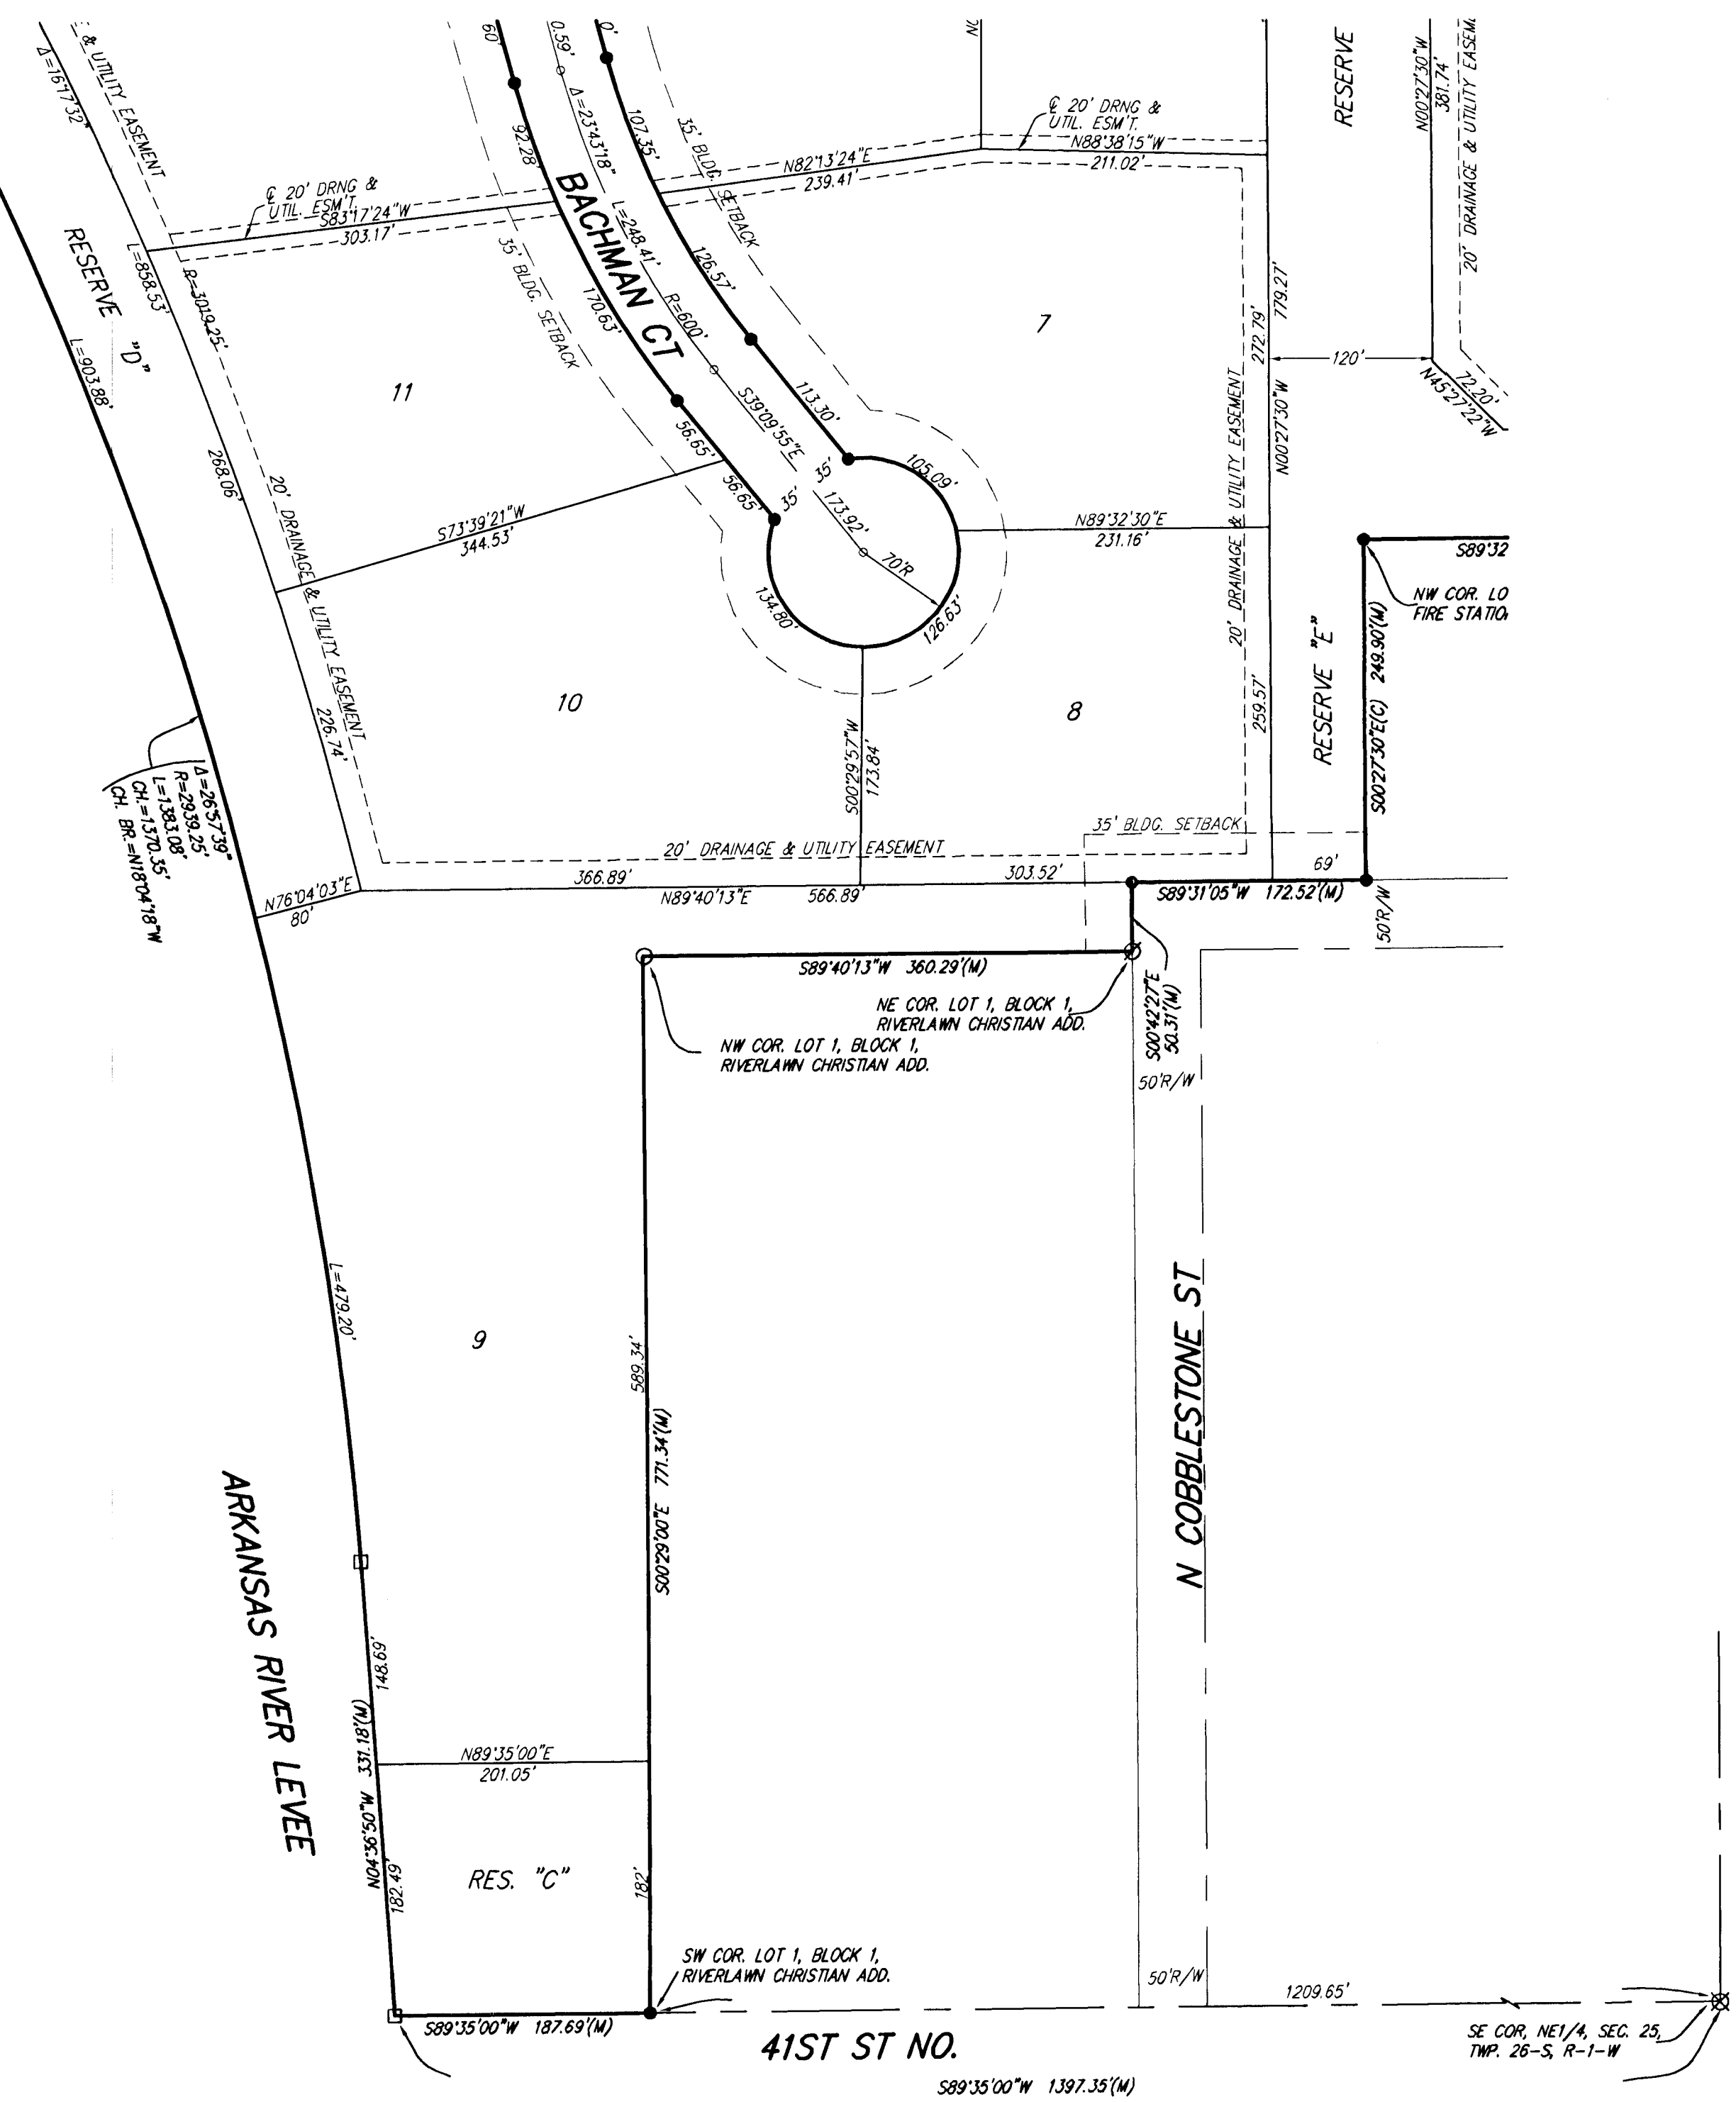 Δ=16°17'32"
& UTILITY EASEMENT
60'
0.59'
0'
92.28'
Δ=23°43'18"
107.35'
35' BLDG. SETBACK
℄ 20' DRNG &
UTIL. ESM'T.
N88°38'15"W
211.02'
N82°13'24"E
239.41'
RESERVE
N00°27'30"W
381.74'
20' DRAINAGE & UTILITY EASEM
℄ 20' DRNG &
UTIL. ESM'T.
S83°17'24"W
303.17'
RESERVE "D"
L=858.53'
R=3019.25'
L=903.88'
BACHMAN CT
L=248.41'
R=600'
126.57'
170.63'
35' BLDG. SETBACK
7
11
272.79'
779.27'
N00°27'30"W
120'
72.20'
N45°27'22"W
S39°09'55"E
113.30'
56.65'
56.65'
35'
35'
173.92'
105.09'
70'R
126.63'
134.80'
268.06'
20' DRAINAGE & UTILITY EASEMENT
S73°39'21"W
344.53'
N89°32'30"E
231.16'
20' DRAINAGE & UTILITY EASEMENT
S89°32
NW COR. LO
FIRE STATIO
RESERVE "E"
S00°27'30"E(C) 249.90'(M)
259.57'
10
8
226.74'
S00°29'57"W
173.84'
Δ=26°57'39"
R=2939.25'
L=1383.08'
CH.=1370.35'
CH. BR.=N18°04'18"W
35' BLDG. SETBACK
20' DRAINAGE & UTILITY EASEMENT
366.89'
303.52'
69'
N76°04'03"E
80'
N89°40'13"E 566.89'
S89°31'05"W 172.52'(M)
50'R/W
S89°40'13"W 360.29'(M)
NE COR. LOT 1, BLOCK 1,
RIVERLAWN CHRISTIAN ADD.
S00°42'27"E
50.31'(M)
NW COR. LOT 1, BLOCK 1,
RIVERLAWN CHRISTIAN ADD.
50'R/W
L=479.20'
9
589.34'
S00°29'00"E 771.34'(M)
N COBBLESTONE ST
ARKANSAS RIVER LEVEE
148.69'
N04°36'50"W 331.18'(M)
N89°35'00"E
201.05'
RES. "C"
182.49'
182'
SW COR. LOT 1, BLOCK 1,
RIVERLAWN CHRISTIAN ADD.
50'R/W
1209.65'
S89°35'00"W 187.69'(M)
41ST ST NO.
SE COR, NE1/4, SEC. 25,
TWP. 26-S, R-1-W
S89°35'00"W 1397.35'(M)